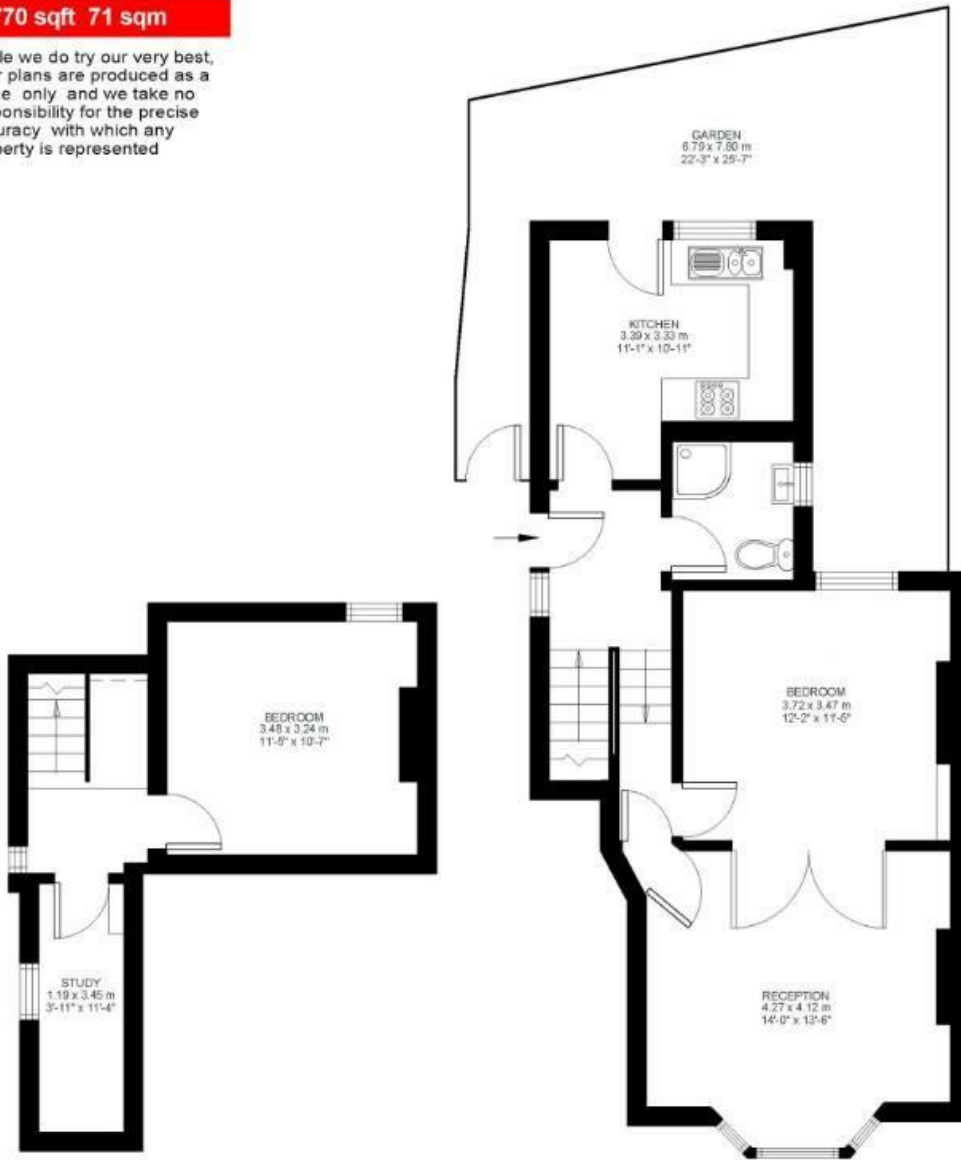 770 sqft 71 sqm
le we do try our very best,
r plans are produced as a
e only and we take no
ponsibility for the precise
uracy with which any
perty is represented
GARDEN
6.79 x 7.80 m
22'-3" x 25'-7"
KITCHEN
3.39 x 3.33 m
11'-1" x 10'-11"
BEDROOM
3.48 x 3.24 m
11'-5" x 10'-7"
BEDROOM
3.72 x 3.47 m
12'-2" x 11'-5"
STUDY
1.19 x 3.45 m
3'-11" x 11'-4"
RECEPTION
4.27 x 4.12 m
14'-0" x 13'-6"